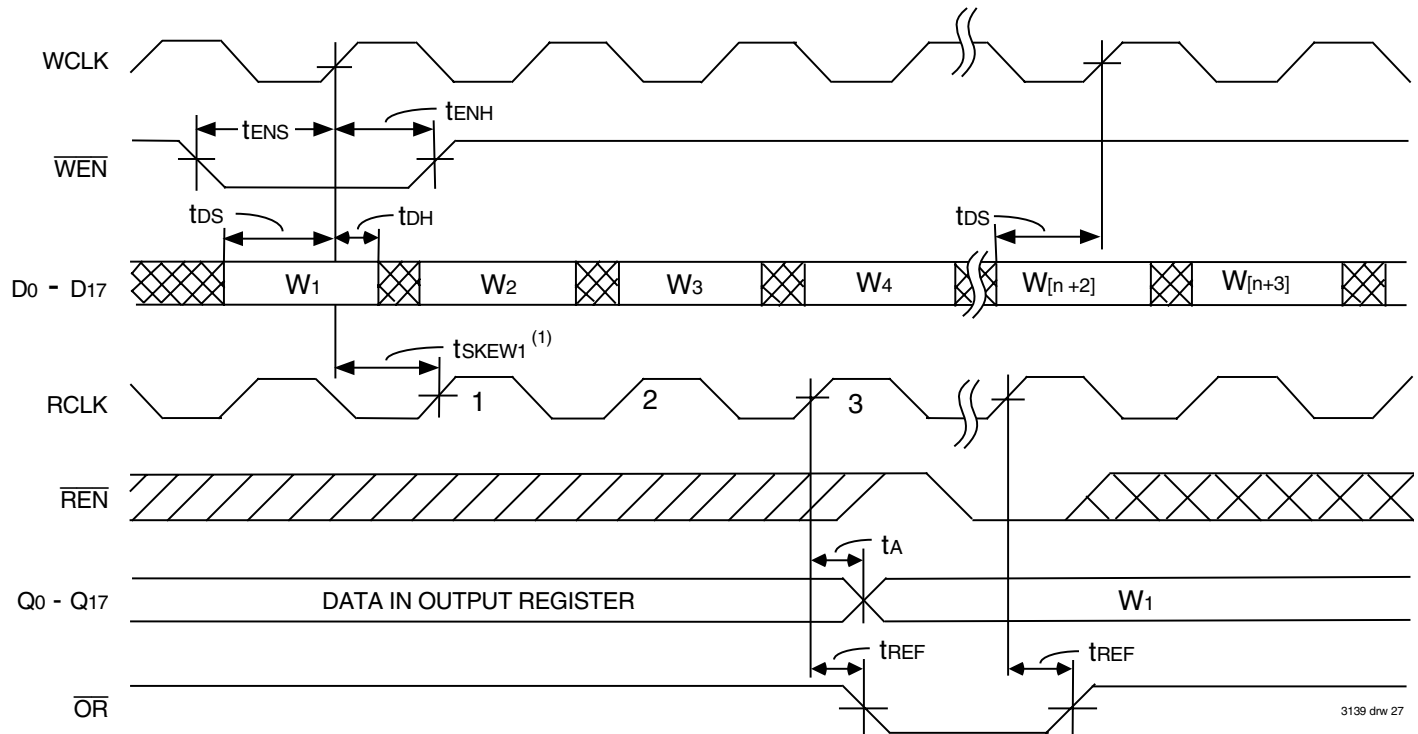 WCLK
tENS
tENH
WEN
tDS
tDH
tDS
D0 - D17
W1
W2
W3
W4
W[n +2]
W[n+3]
tSKEW1 (1)
RCLK
1
2
3
REN
tA
Q0 - Q17
DATA IN OUTPUT REGISTER
W1
tREF
tREF
OR
3139 drw 27